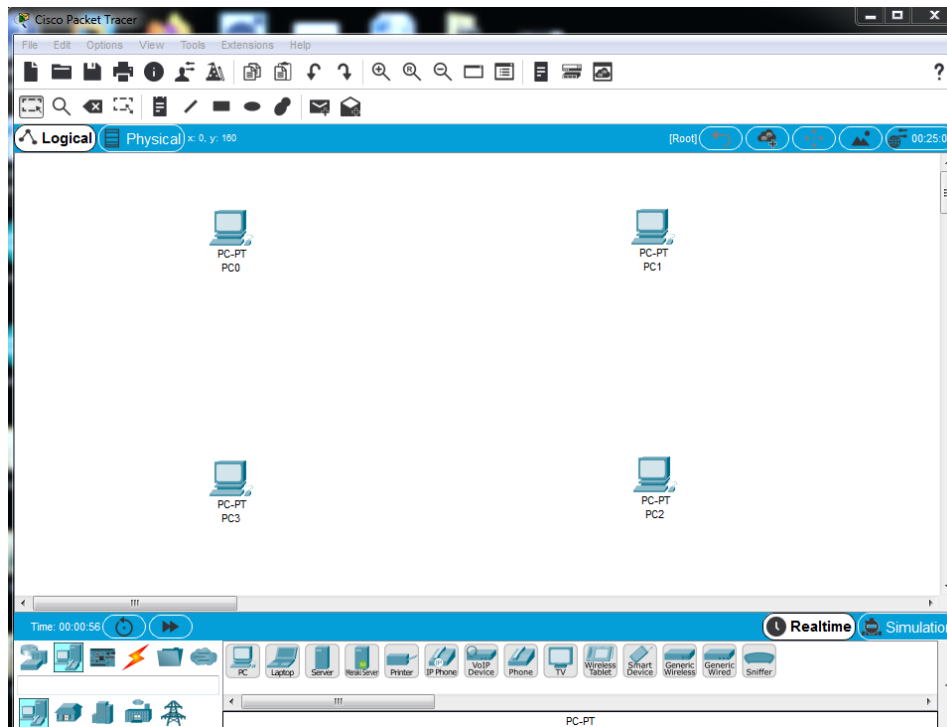 Cisco Packet Tracer
File Edit Options View Tools Extensions Help
?
Logical Physical x: 0, y: 160 [Root] 00:25:0
PC-PT
PC0
PC-PT
PC1
PC-PT
PC3
PC-PT
PC2
Time: 00:00:56 Realtime Simulation
PC Laptop Server Meraki Server Printer IP Phone VoIP Device Phone TV Wireless Tablet Smart Device Generic Wireless Generic Wired Sniffer
PC-PT